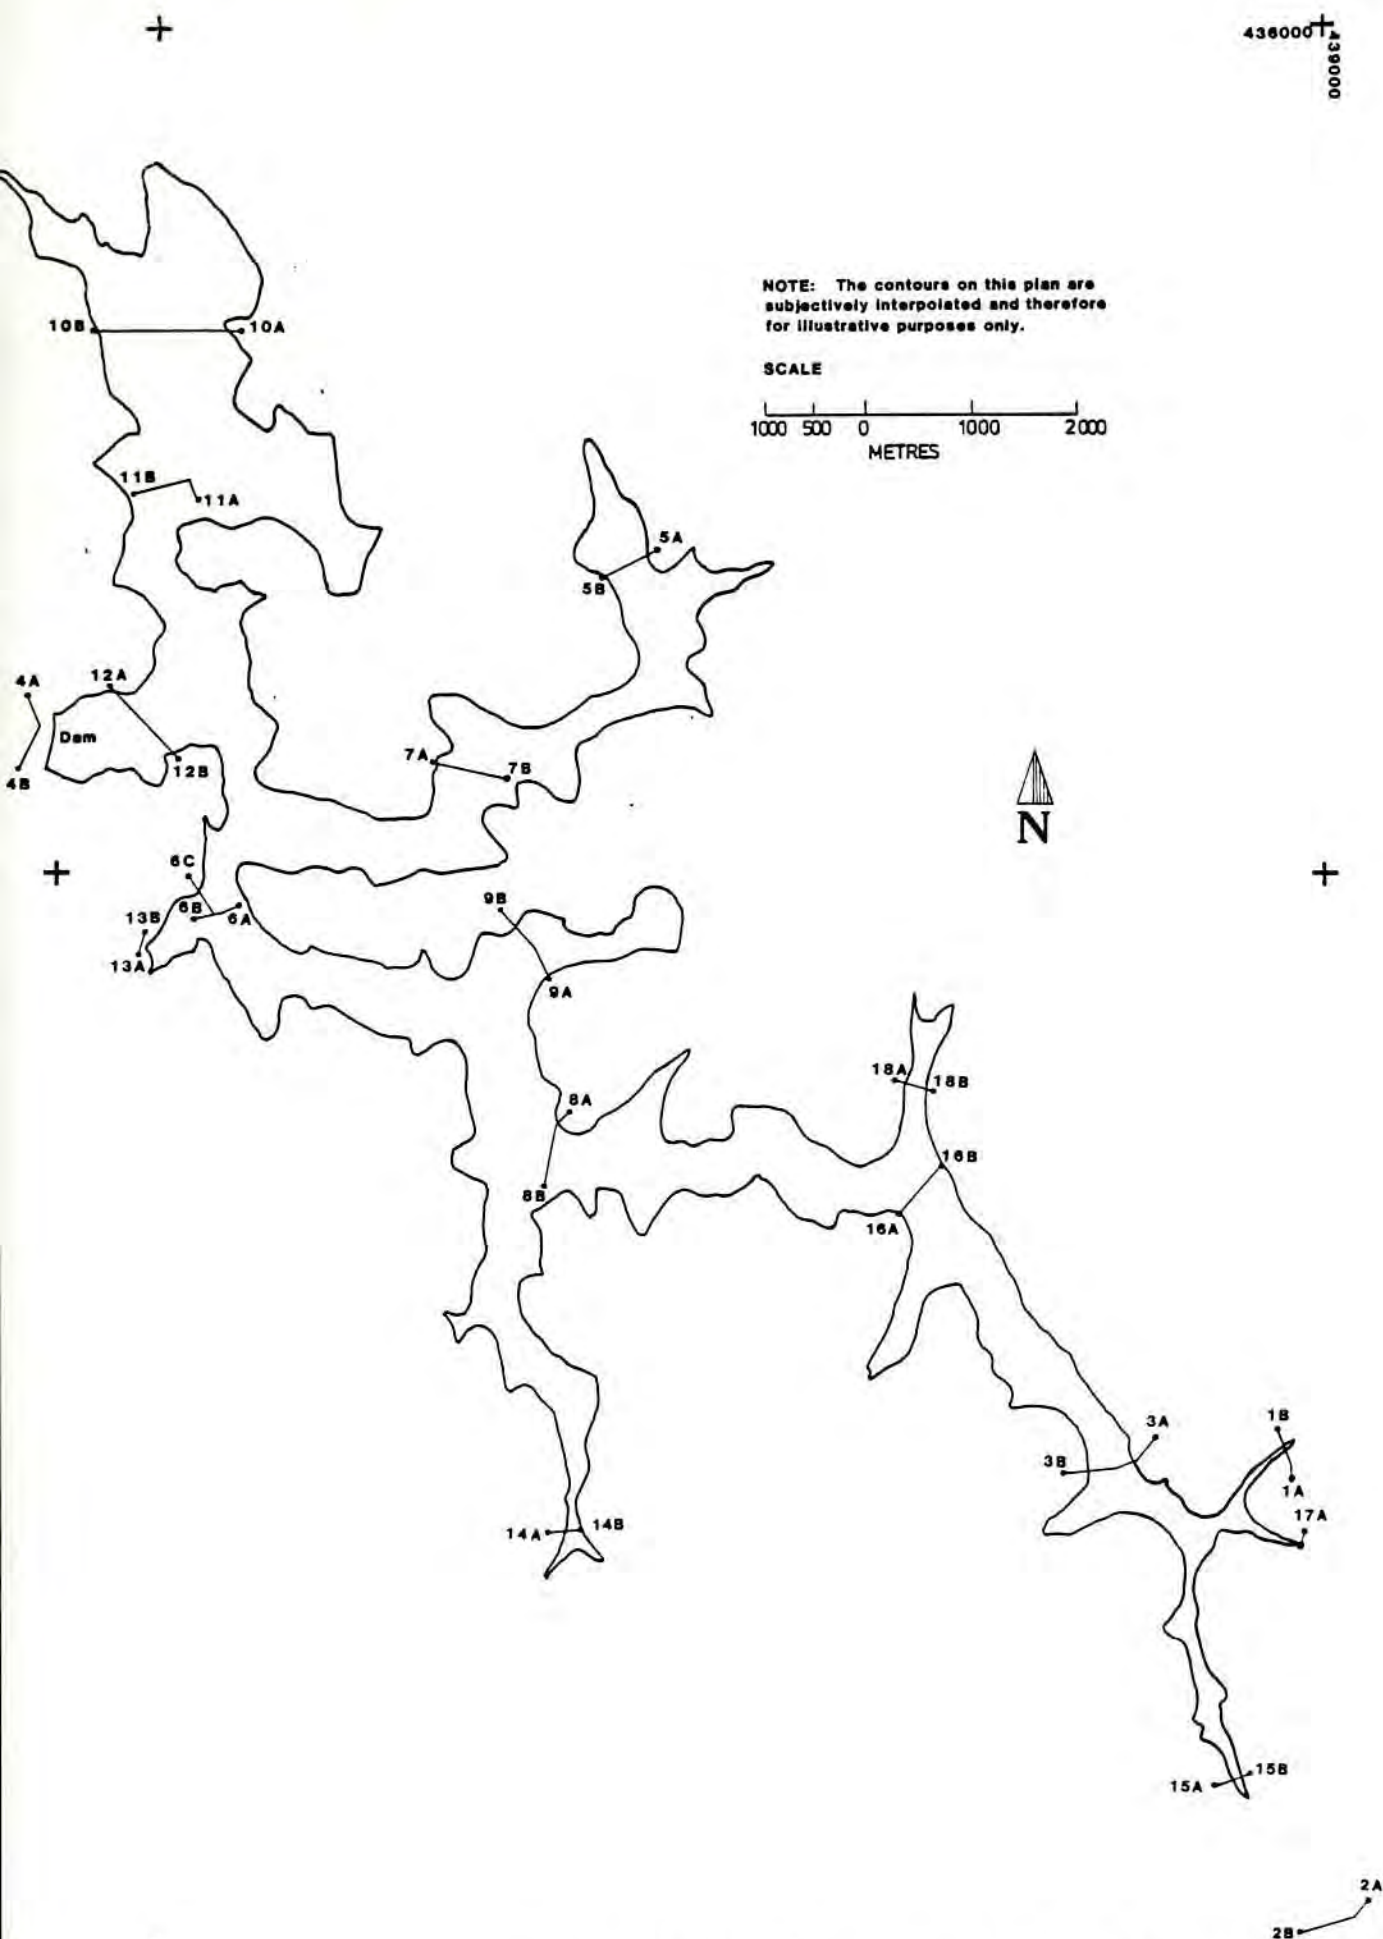 436000
439000
NOTE: The contours on this plan are
subjectively interpolated and therefore
for illustrative purposes only.
SCALE
1000 500 0 1000 2000
METRES
10B
10A
11B
11A
5A
5B
4A
12A
Dam
4B
12B
7A
7B
N
6C
6B
6A
13B
13A
9B
9A
18A
18B
8A
8B
16B
16A
3A
3B
1B
1A
17A
14A
14B
15A
15B
2A
2B